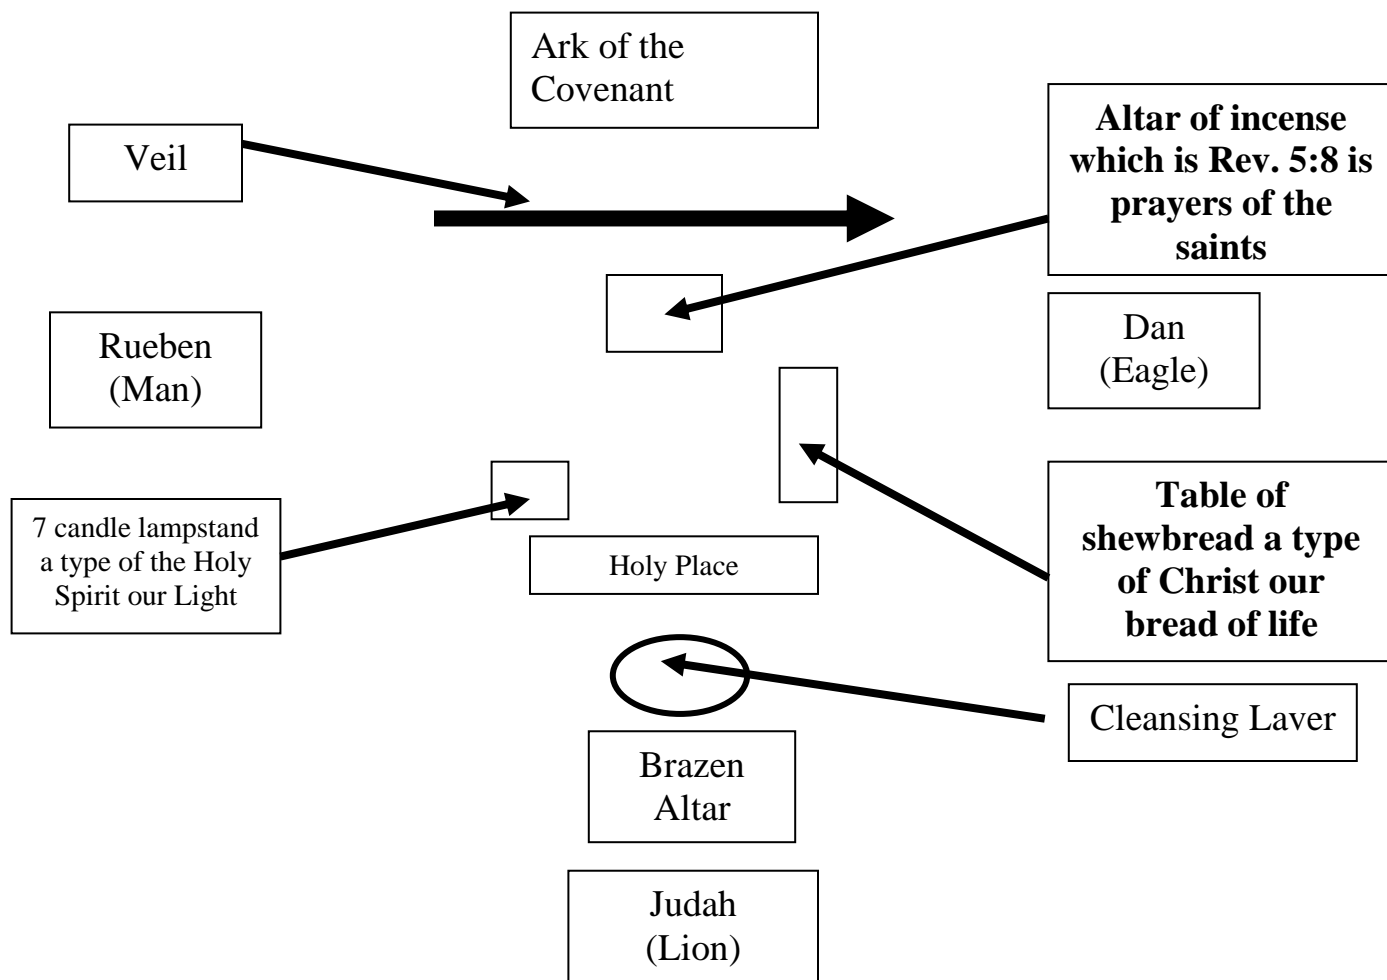 Ark of the
Covenant
Veil
Altar of incense
which is Rev. 5:8 is
prayers of the
saints
Rueben
(Man)
Dan
(Eagle)
7 candle lampstand
a type of the Holy
Spirit our Light
Holy Place
Table of
shewbread a type
of Christ our
bread of life
Cleansing Laver
Brazen
Altar
Judah
(Lion)